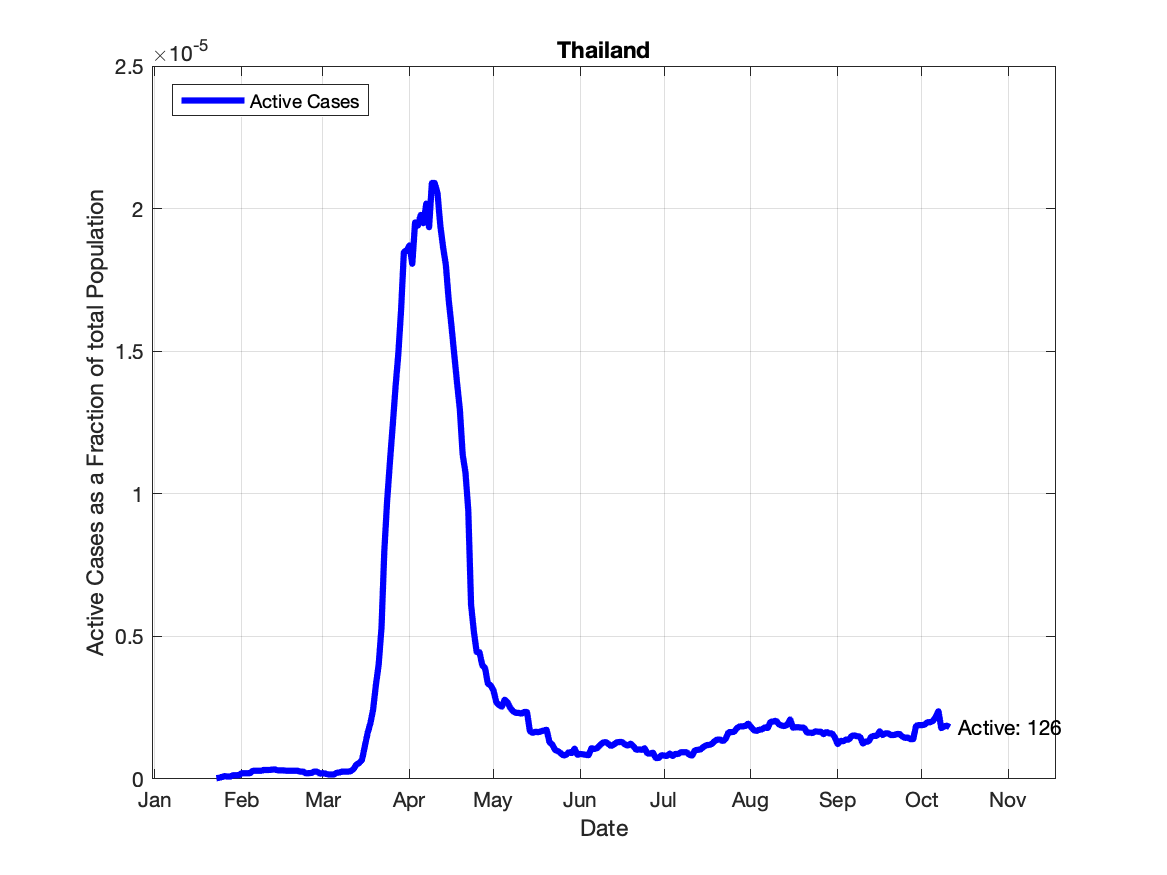 Thailand
×10-5
2.5
2
1.5
1
0.5
0
Active Cases as a Fraction of total Population
Active Cases
Active: 126
Jan Feb Mar Apr May Jun Jul Aug Sep Oct Nov
Date